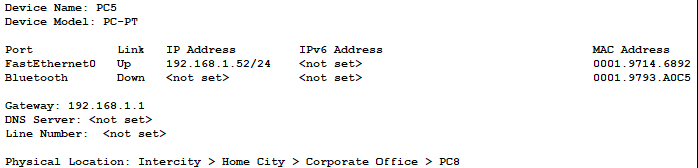 Device Name: PC5
Device Model: PC-PT
Port Link IP Address IPv6 Address MAC Address
FastEthernet0 Up 192.168.1.52/24 <not set> 0001.9714.6892
Bluetooth Down <not set> <not set> 0001.9793.A0C5
Gateway: 192.168.1.1
DNS Server: <not set>
Line Number: <not set>
Physical Location: Intercity > Home City > Corporate Office > PC8